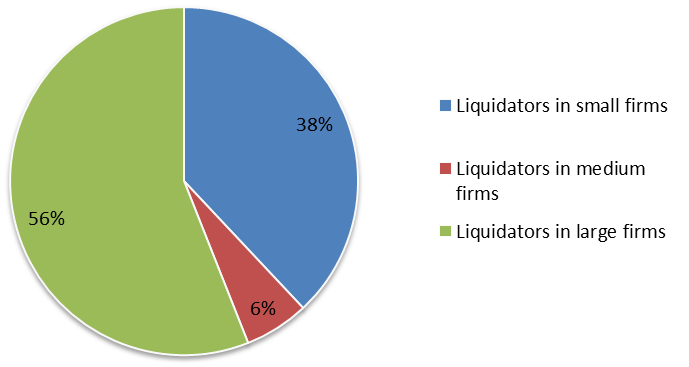 38%
56%
6%
Liquidators in small firms
Liquidators in medium
firms
Liquidators in large firms